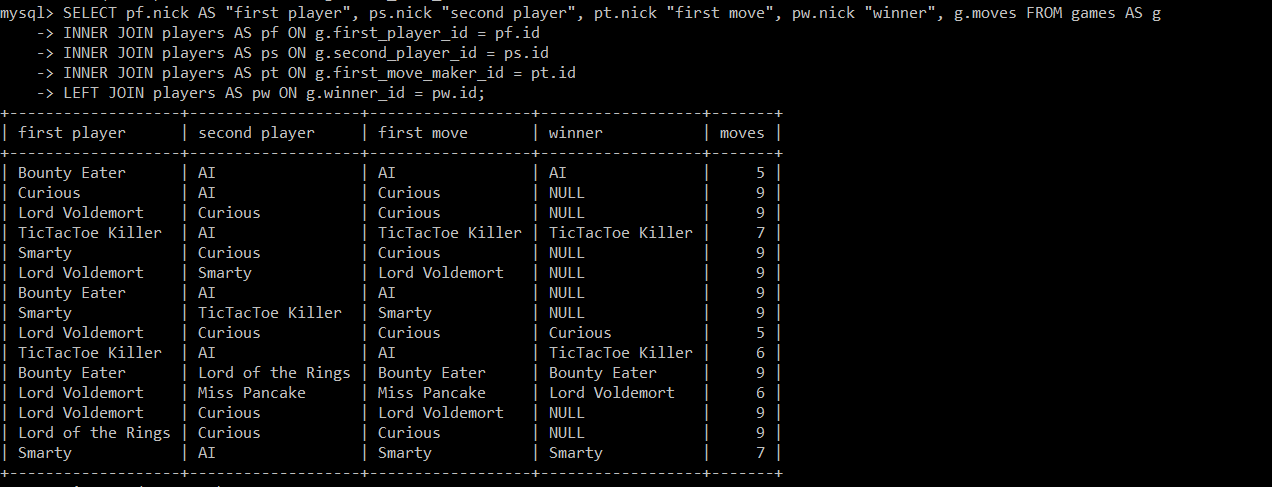 mysql> SELECT pf.nick AS "first player", ps.nick "second player", pt.nick "first move", pw.nick "winner", g.moves FROM games AS g
    -> INNER JOIN players AS pf ON g.first_player_id = pf.id
    -> INNER JOIN players AS ps ON g.second_player_id = ps.id
    -> INNER JOIN players AS pt ON g.first_move_maker_id = pt.id
    -> LEFT JOIN players AS pw ON g.winner_id = pw.id;
+------------------+-------------------+------------------+------------------+-------+
| first player     | second player     | first move       | winner           | moves |
+------------------+-------------------+------------------+------------------+-------+
| Bounty Eater     | AI                | AI               | AI               |     5 |
| Curious          | AI                | Curious          | NULL             |     9 |
| Lord Voldemort   | Curious           | Curious          | NULL             |     9 |
| TicTacToe Killer | AI                | TicTacToe Killer | TicTacToe Killer |     7 |
| Smarty           | Curious           | Curious          | NULL             |     9 |
| Lord Voldemort   | Smarty            | Lord Voldemort   | NULL             |     9 |
| Bounty Eater     | AI                | AI               | NULL             |     9 |
| Smarty           | TicTacToe Killer  | Smarty           | NULL             |     9 |
| Lord Voldemort   | Curious           | Curious          | Curious          |     5 |
| TicTacToe Killer | AI                | AI               | TicTacToe Killer |     6 |
| Bounty Eater     | Lord of the Rings | Bounty Eater     | Bounty Eater     |     9 |
| Lord Voldemort   | Miss Pancake      | Miss Pancake     | Lord Voldemort   |     6 |
| Lord Voldemort   | Curious           | Lord Voldemort   | NULL             |     9 |
| Lord of the Rings | Curious           | Curious          | NULL             |     9 |
| Smarty           | AI                | Smarty           | Smarty           |     7 |
+------------------+-------------------+------------------+------------------+-------+